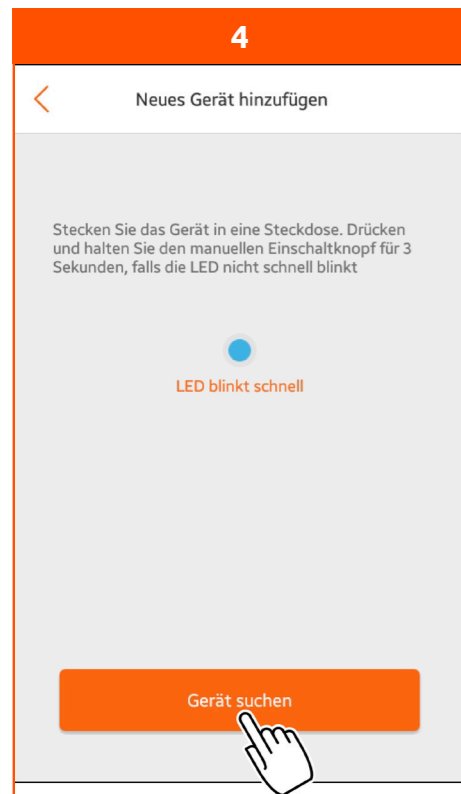 4
Neues Gerät hinzufügen
Stecken Sie das Gerät in eine Steckdose. Drücken
und halten Sie den manuellen Einschaltknopf für 3
Sekunden, falls die LED nicht schnell blinkt
LED blinkt schnell
Gerät suchen